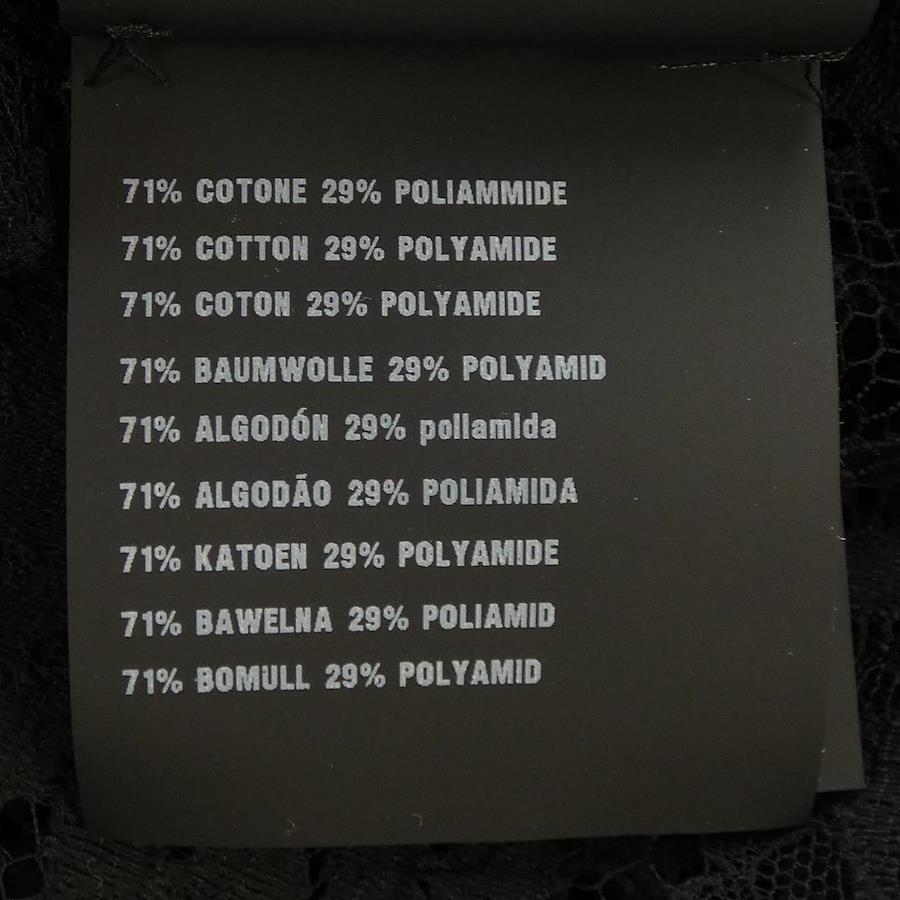 71% COTONE 29% POLIAMMIDE
71% COTTON 29% POLYAMIDE
71% COTON 29% POLYAMIDE
71% BAUMWOLLE 29% POLYAMID
71% ALGODÓN 29% poliamida
71% ALGODÃO 29% POLIAMIDA
71% KATOEN 29% POLYAMIDE
71% BAWELNA 29% POLIAMID
71% BOMULL 29% POLYAMID